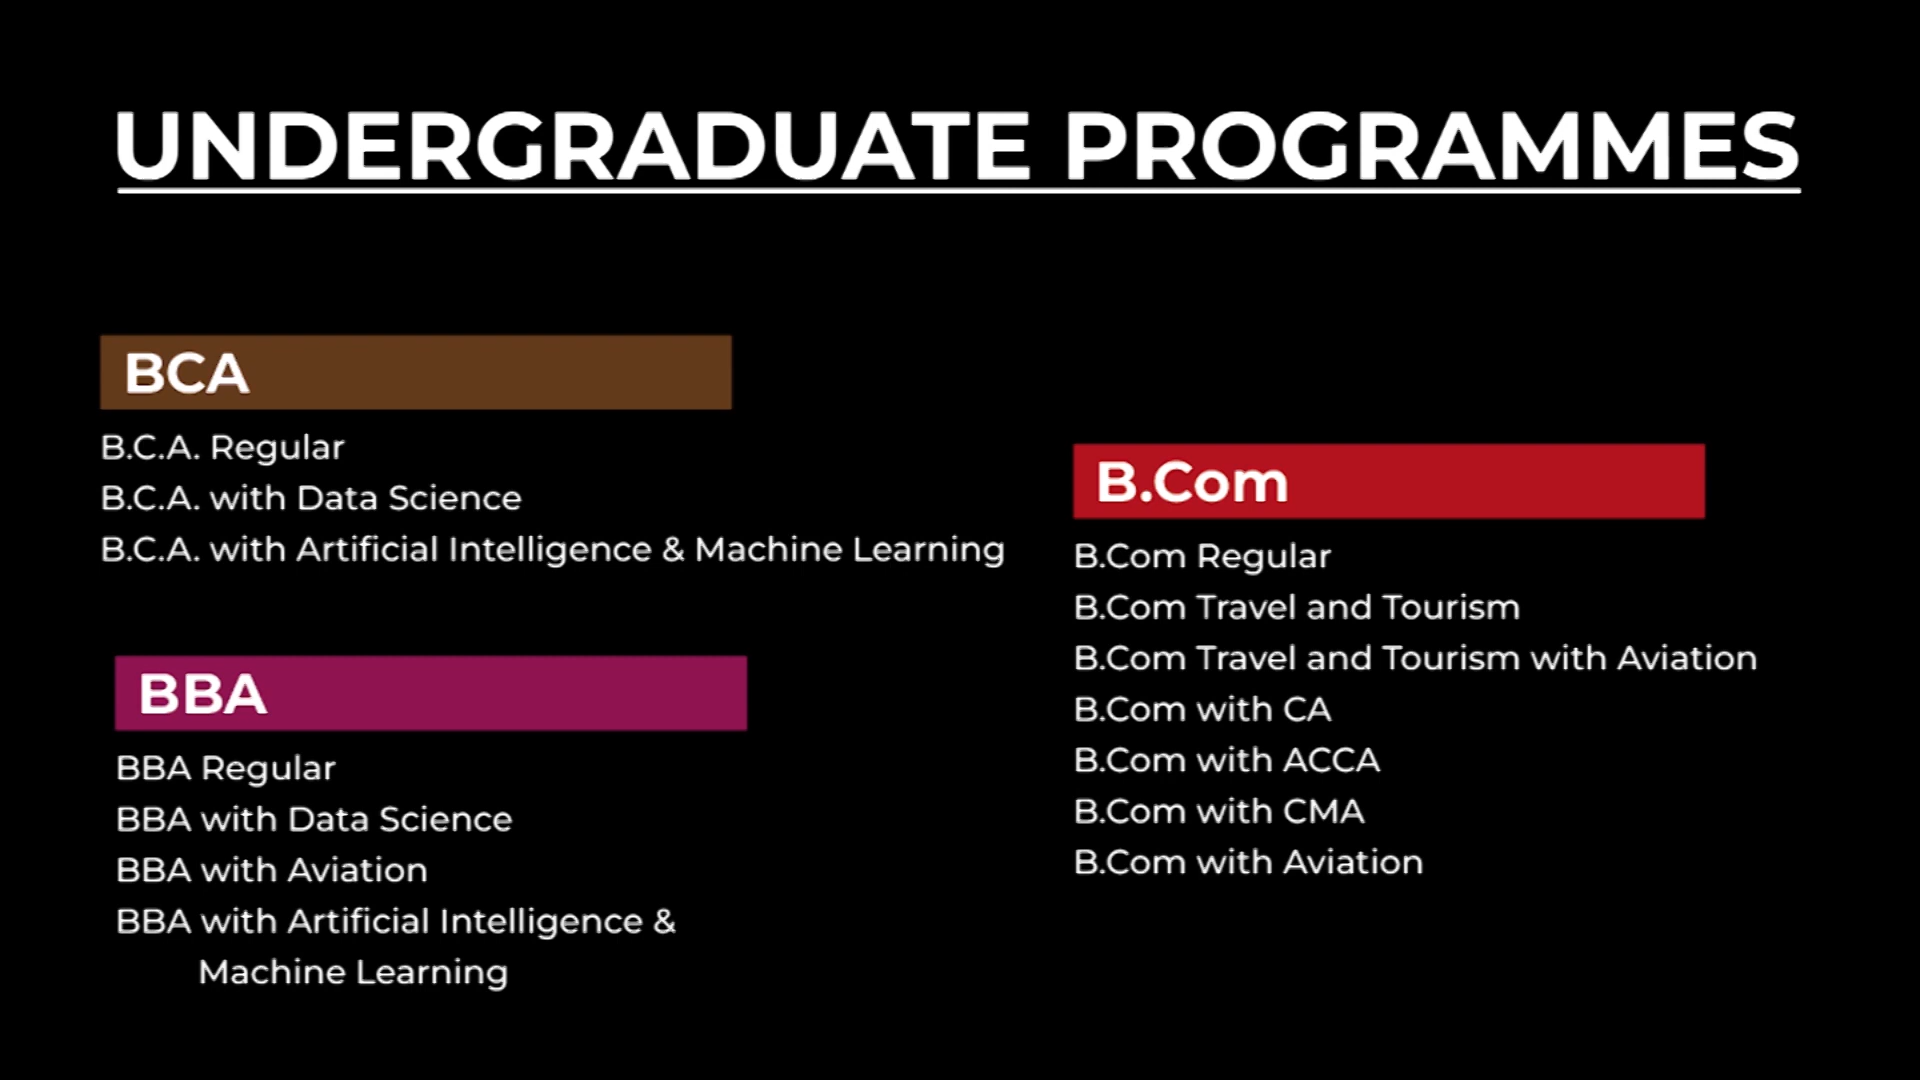 UNDERGRADUATE PROGRAMMES
BCA
B.C.A. Regular
B.C.A. with Data Science
B.C.A. with Artificial Intelligence & Machine Learning
BBA
BBA Regular
BBA with Data Science
BBA with Aviation
BBA with Artificial Intelligence &
Machine Learning
B.Com
B.Com Regular
B.Com Travel and Tourism
B.Com Travel and Tourism with Aviation
B.Com with CA
B.Com with ACCA
B.Com with CMA
B.Com with Aviation